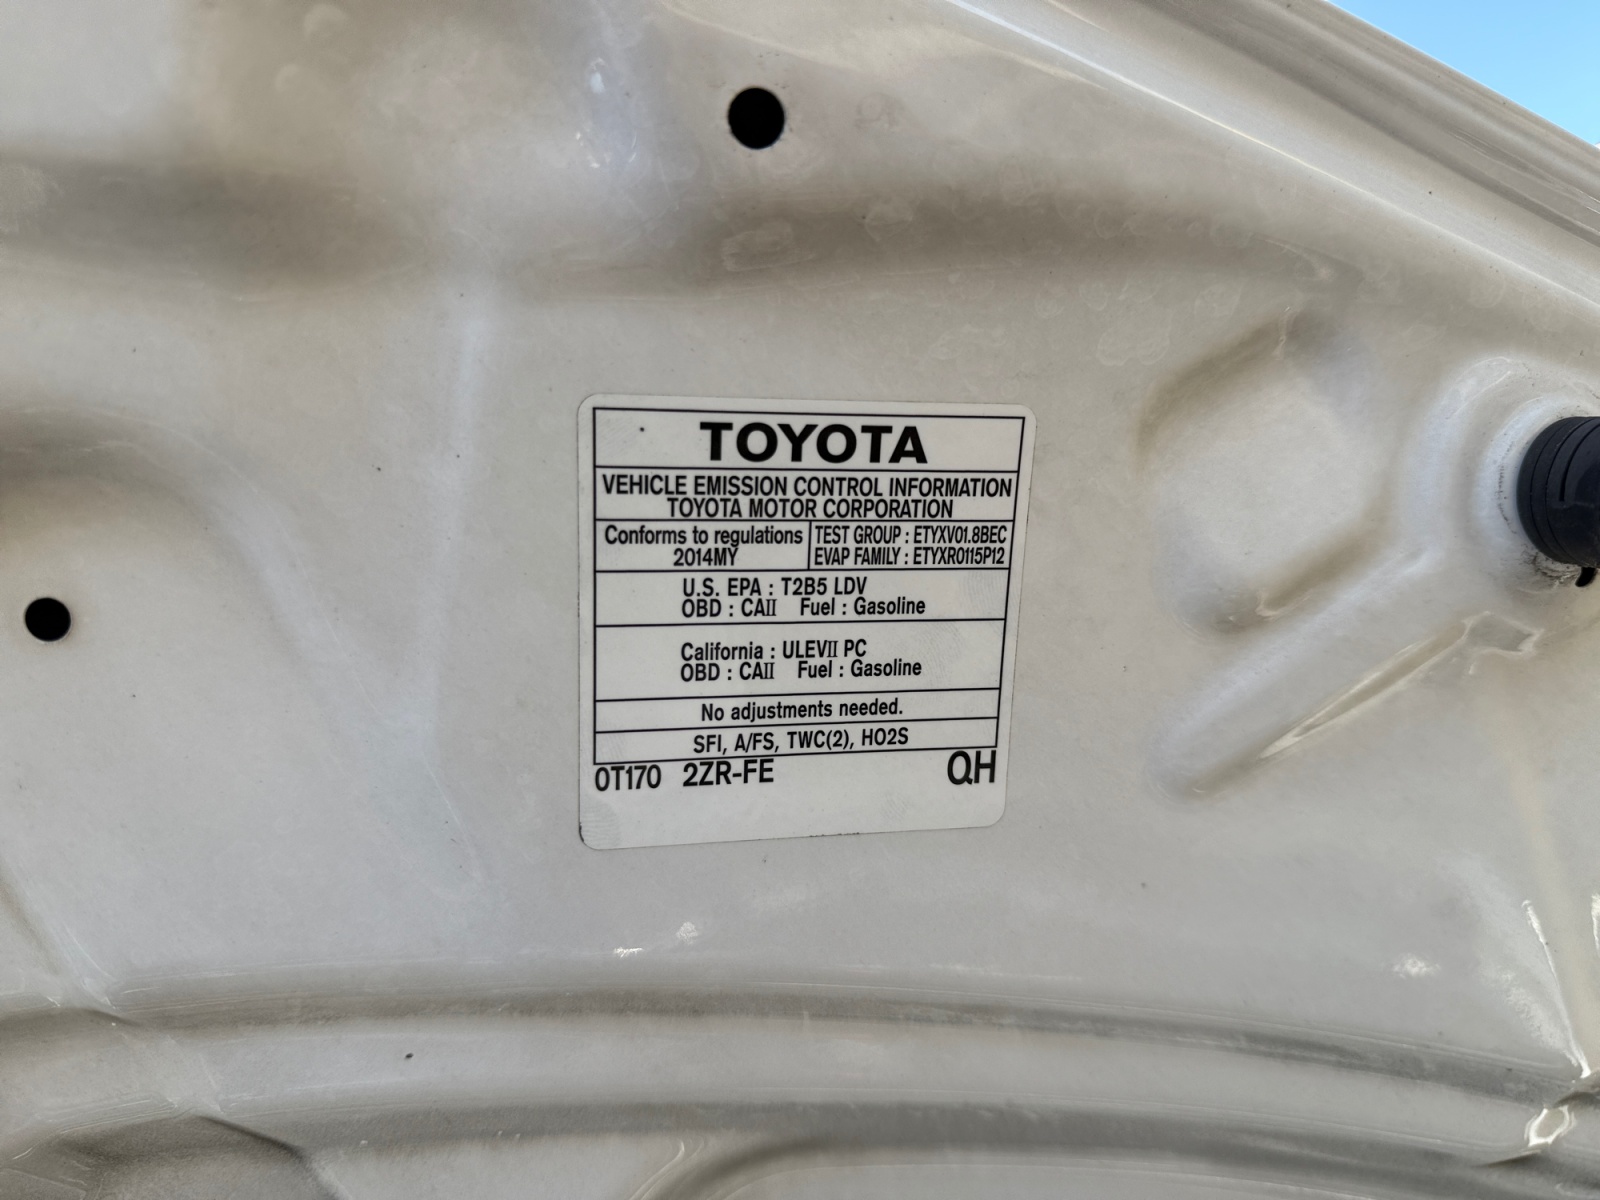 TOYOTA
VEHICLE EMISSION CONTROL INFORMATION
TOYOTA MOTOR CORPORATION
Conforms to regulations
2014MY
TEST GROUP : ETYXV01.8BEC
EVAP FAMILY : ETYXR0115P12
U.S. EPA : T2B5 LDV
OBD : CAII Fuel : Gasoline
California : ULEVII PC
OBD : CAII Fuel : Gasoline
No adjustments needed.
SFI, A/FS, TWC(2), HO2S
0T170 2ZR-FE QH